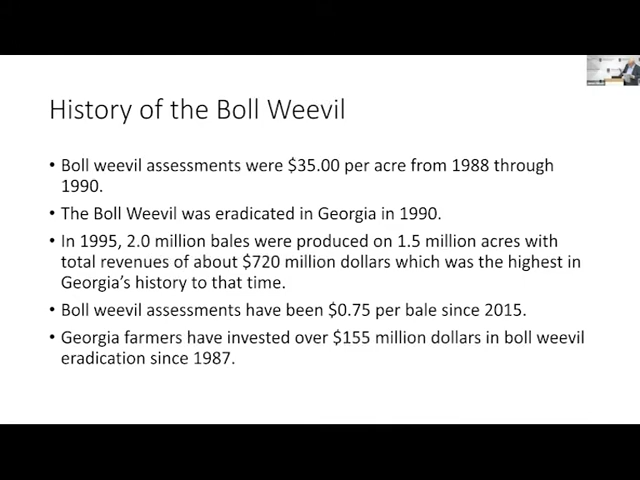 History of the Boll Weevil
• Boll weevil assessments were $35.00 per acre from 1988 through
1990.
• The Boll Weevil was eradicated in Georgia in 1990.
• In 1995, 2.0 million bales were produced on 1.5 million acres with
total revenues of about $720 million dollars which was the highest in
Georgia's history to that time.
• Boll weevil assessments have been $0.75 per bale since 2015.
• Georgia farmers have invested over $155 million dollars in boll weevil
eradication since 1987.